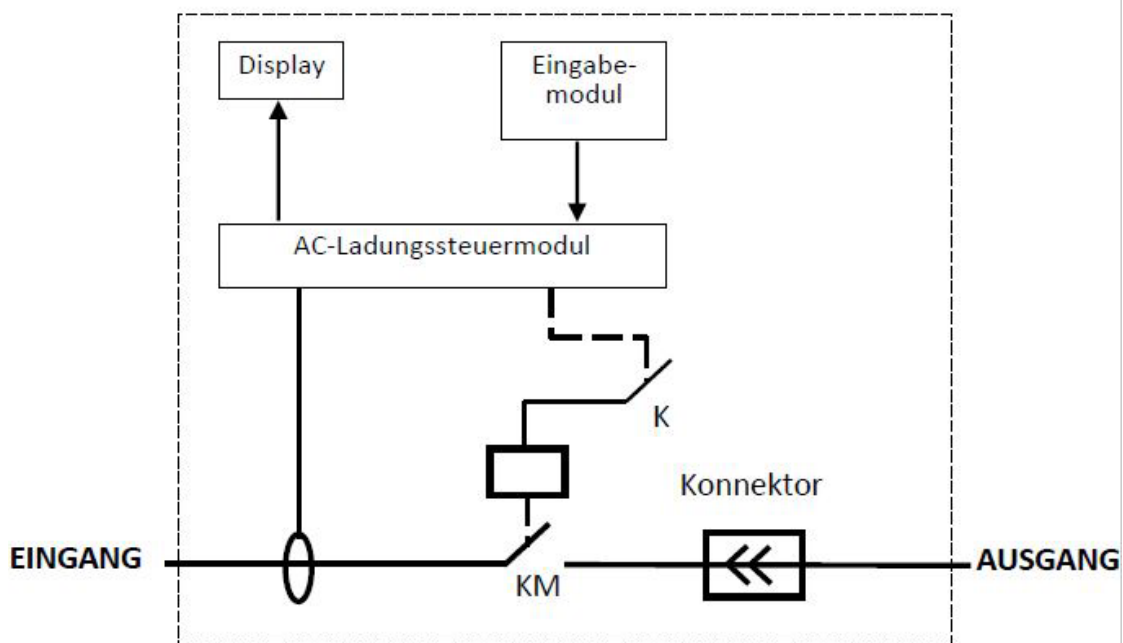 Display
Eingabe-
modul
AC-Ladungssteuermodul
K
Konnektor
EINGANG
KM
AUSGANG